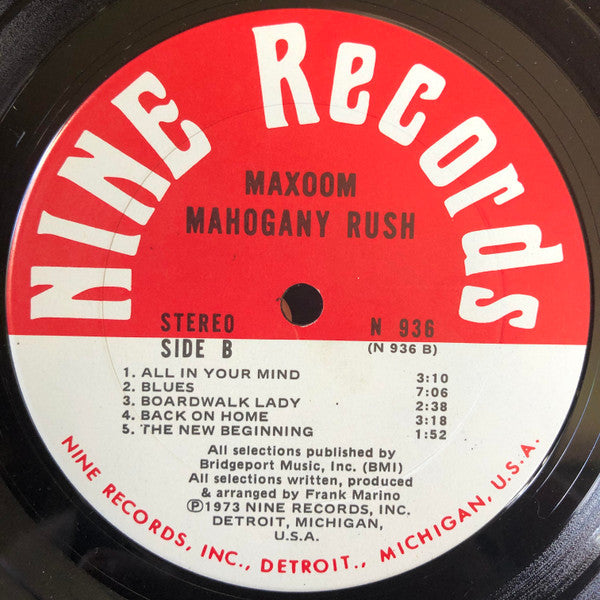 NINE Records
MAXOOM
MAHOGANY RUSH
STEREO N 936
SIDE B (N 936 B)
1. ALL IN YOUR MIND 3:10
2. BLUES 7:06
3. BOARDWALK LADY 2:38
4. BACK ON HOME 3:18
5. THE NEW BEGINNING 1:52
All selections published by
Bridgeport Music, Inc. (BMI)
All selections written, produced
& arranged by Frank Marino
Ⓟ1973 NINE RECORDS, INC.
DETROIT, MICHIGAN,
U.S.A.
NINE RECORDS, INC., DETROIT., MICHIGAN, U.S.A.